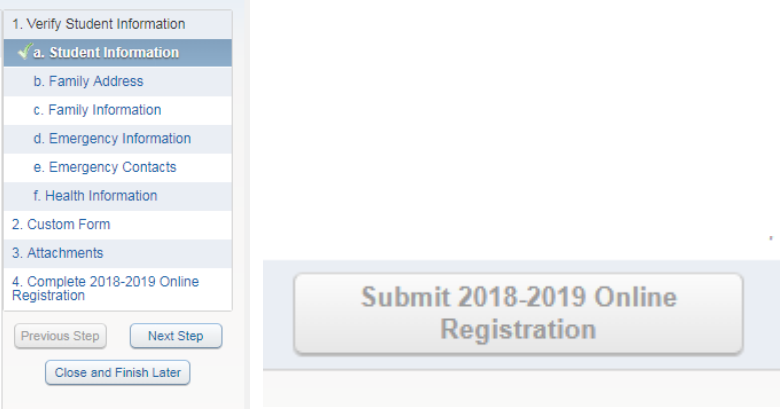 1. Verify Student Information
a. Student Information
b. Family Address
c. Family Information
d. Emergency Information
e. Emergency Contacts
f. Health Information
2. Custom Form
3. Attachments
4. Complete 2018-2019 Online
Registration
Previous Step
Next Step
Close and Finish Later
Submit 2018-2019 Online
Registration